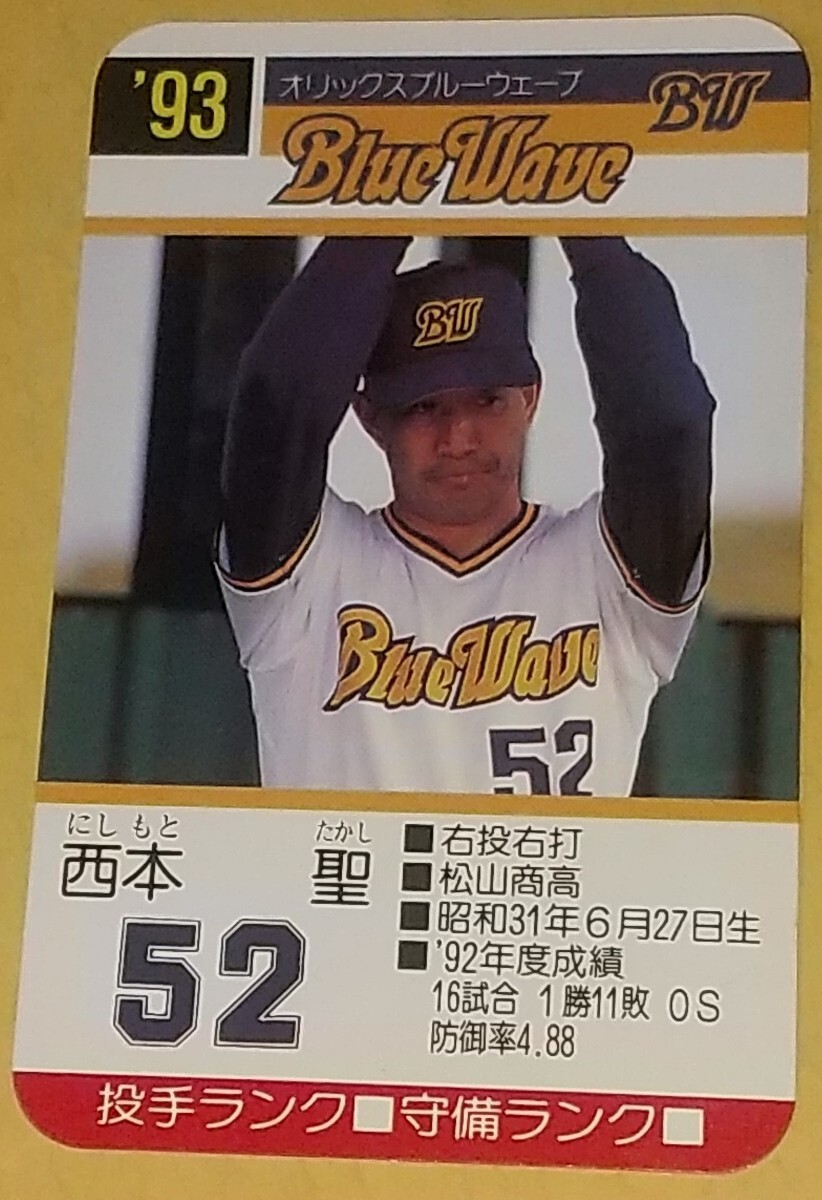 '93
オリックスブルーウェーブ
BW
Blue Wave
BW
Blue Wave
52
にし もと たかし
西本 聖
52
■右投右打
■松山商高
■昭和31年6月27日生
■'92年度成績
16試合 1勝11敗 0S
防御率4.88
投手ランク□守備ランク□